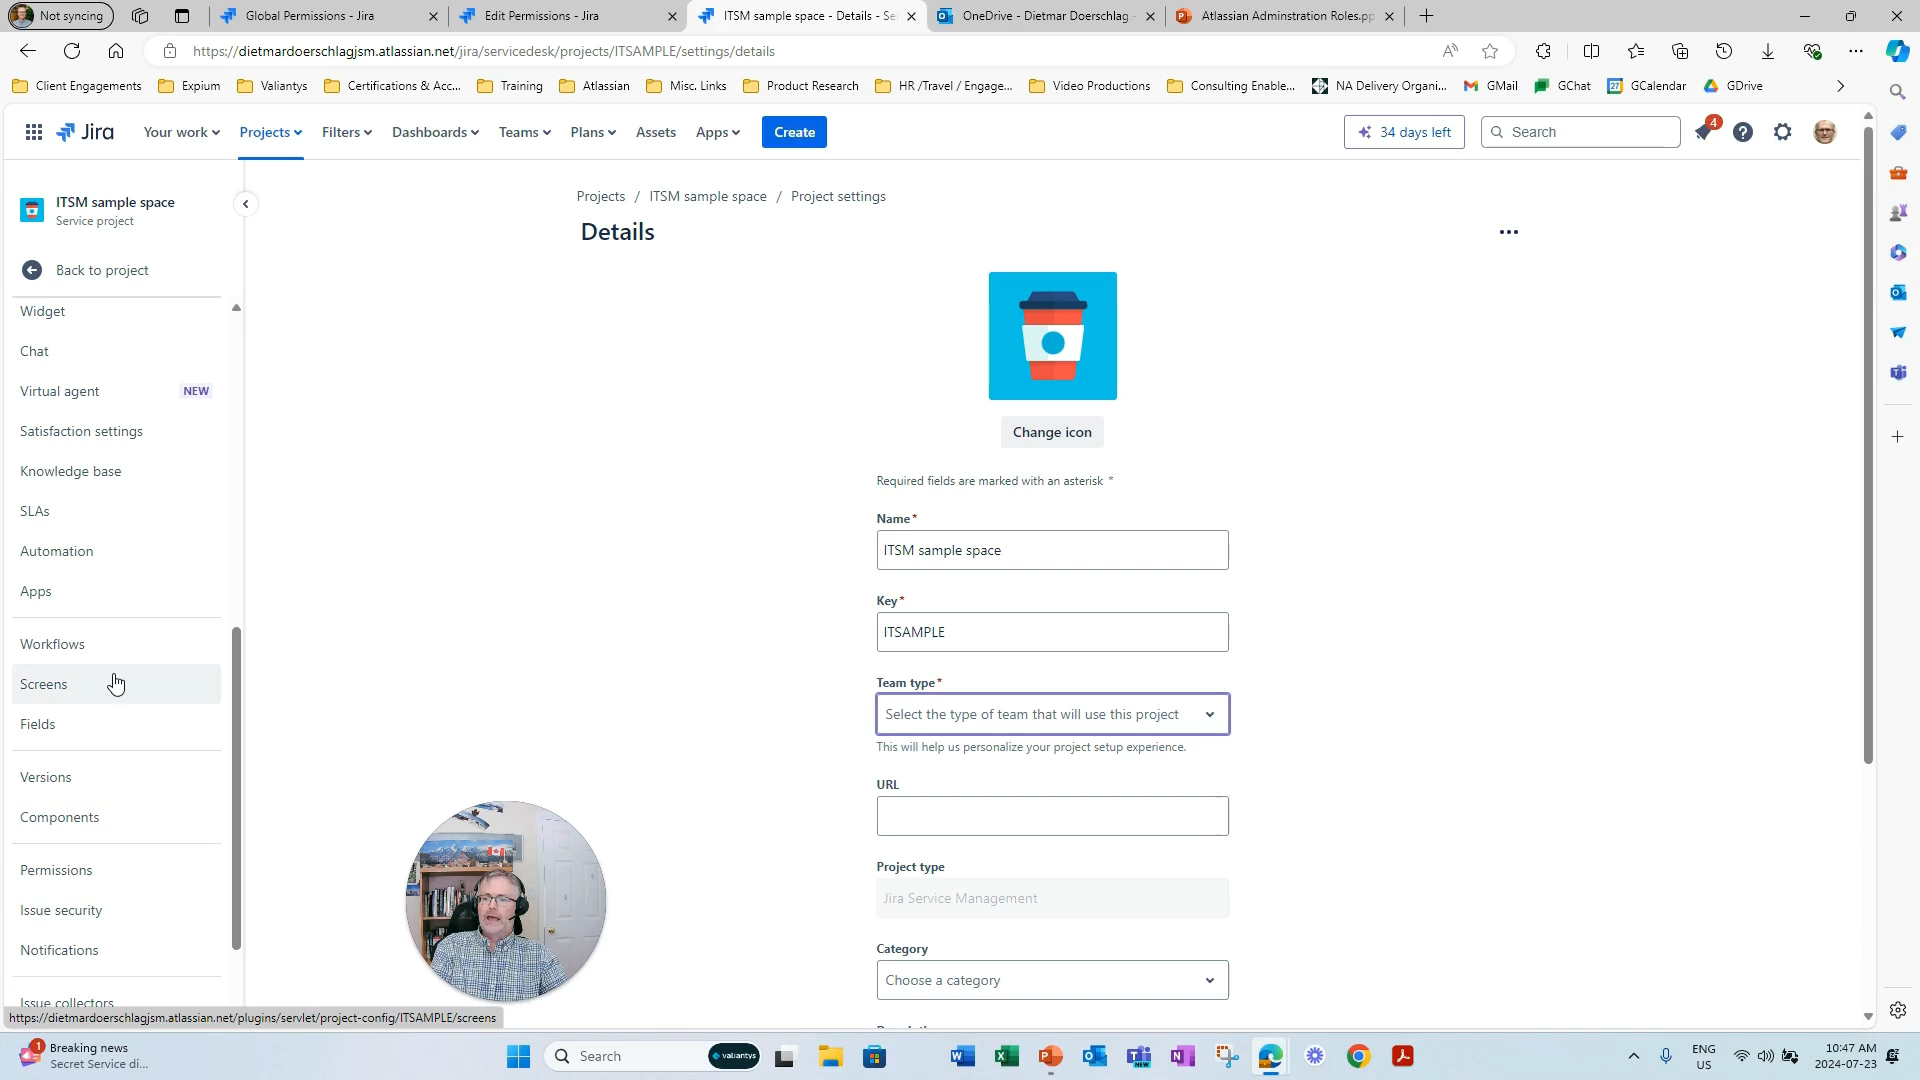 Not syncing
Global Permissions - Jira
Edit Permissions - Jira
ITSM sample space - Details - Se
OneDrive - Dietmar Doerschlag -
Atlassian Adminstration Roles.pp
https://dietmardoerschlagjsm.atlassian.net/jira/servicedesk/projects/ITSAMPLE/settings/details
Client Engagements
Expium
Valiantys
Certifications & Acc...
Training
Atlassian
Misc. Links
Product Research
HR /Travel / Engage...
Video Productions
Consulting Enable...
NA Delivery Organi...
GMail
GChat
27
GCalendar
GDrive
Jira
Your work
Projects
Filters
Dashboards
Teams
Plans
Assets
Apps
Create
34 days left
Search
4
ITSM sample space
Service project
Back to project
Widget
Chat
Virtual agent NEW
Satisfaction settings
Knowledge base
SLAs
Automation
Apps
Workflows
Screens
Fields
Versions
Components
Permissions
Issue security
Notifications
Issue collectors
Projects / ITSM sample space / Project settings
Details
Change icon
Required fields are marked with an asterisk *
Name*
ITSM sample space
Key*
ITSAMPLE
Team type*
Select the type of team that will use this project
This will help us personalize your project setup experience.
URL
Project type
Jira Service Management
Category
Choose a category
https://dietmardoerschlagjsm.atlassian.net/plugins/servlet/project-config/ITSAMPLE/screens
1
Breaking news
Secret Service di...
Search
valiantys
NEW
ENG
US
10:47 AM
2024-07-23